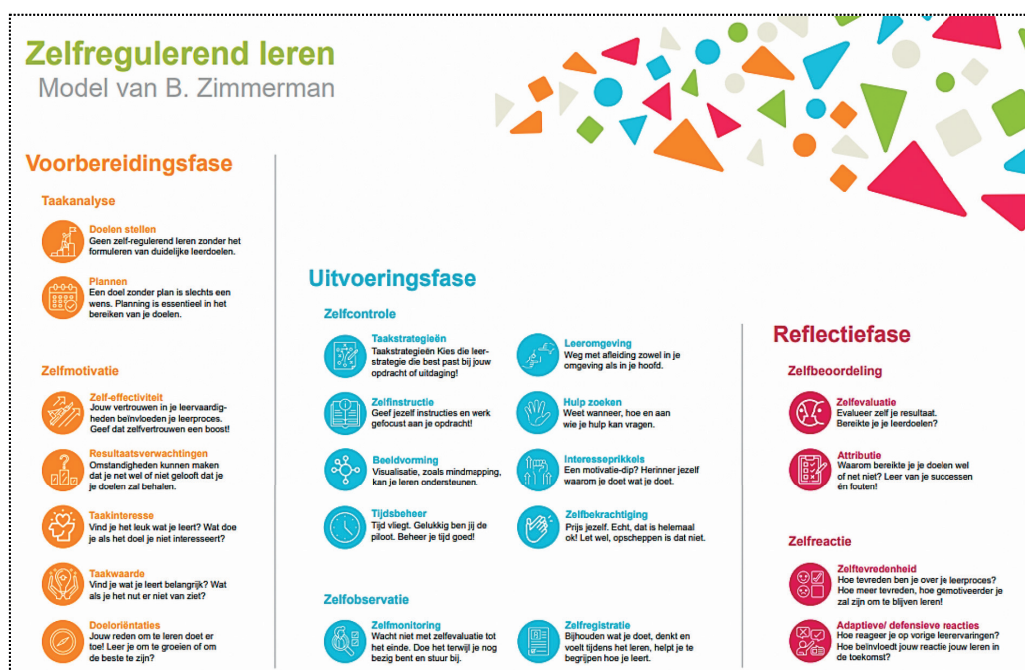 Zelfregulerend leren
Model van B. Zimmerman
Voorbereidingsfase
Taakanalyse
Doelen stellen
Geen zelf-regulerend leren zonder het
formuleren van duidelijke leerdoelen.
Plannen
Een doel zonder plan is slechts een
wens. Planning is essentieel in het
bereiken van je doelen.
Zelfmotivatie
Zelf-effectiviteit
Jouw vertrouwen in je leervaardig-
heden beïnvloeden je leerproces.
Geef dat zelfvertrouwen een boost!
Resultaatsverwachtingen
Omstandigheden kunnen maken
dat je net wel of niet gelooft dat je
je doelen zal behalen.
Taakinteresse
Vind je het leuk wat je leert? Wat doe
je als het doel je niet interesseert?
Taakwaarde
Vind je wat je leert belangrijk? Wat
als je het nut er niet van ziet?
Doeloriëntaties
Jouw reden om te leren doet er
toe! Leer je om te groeien of om
de beste te zijn?
Uitvoeringsfase
Zelfcontrole
Taakstrategieën
Taakstrategieën Kies die leer-
strategie die best past bij jouw
opdracht of uitdaging!
Zelfinstructie
Geef jezelf instructies en werk
gefocust aan je opdracht!
Beeldvorming
Visualisatie, zoals mindmapping,
kan je leren ondersteunen.
Tijdsbeheer
Tijd vliegt. Gelukkig ben jij de
piloot. Beheer je tijd goed!
Leeromgeving
Weg met afleiding zowel in je
omgeving als in je hoofd.
Hulp zoeken
Weet wanneer, hoe en aan
wie je hulp kan vragen.
Interesseprikkels
Een motivatie-dip? Herinner jezelf
waarom je doet wat je doet.
Zelfbekrachtiging
Prijs jezelf. Echt, dat is helemaal
ok! Let wel, opscheppen is dat niet.
Zelfobservatie
Zelfmonitoring
Wacht niet met zelfevaluatie tot
het einde. Doe het terwijl je nog
bezig bent en stuur bij.
Zelfregistratie
Bijhouden wat je doet, denkt en
voelt tijdens het leren, helpt je te
begrijpen hoe je leert.
Reflectiefase
Zelfbeoordeling
Zelfevaluatie
Evalueer zelf je resultaat.
Bereikte je je leerdoelen?
Attributie
Waarom bereikte je je doelen wel
of net niet? Leer van je successen
én fouten!
Zelfreactie
Zelftevredenheid
Hoe tevreden ben je over je leerproces?
Hoe meer tevreden, hoe gemotiveerder je
zal zijn om te blijven leren!
Adaptieve/ defensieve reacties
Hoe reageer je op vorige leerervaringen?
Hoe beïnvloedt jouw reactie jouw leren in
de toekomst?